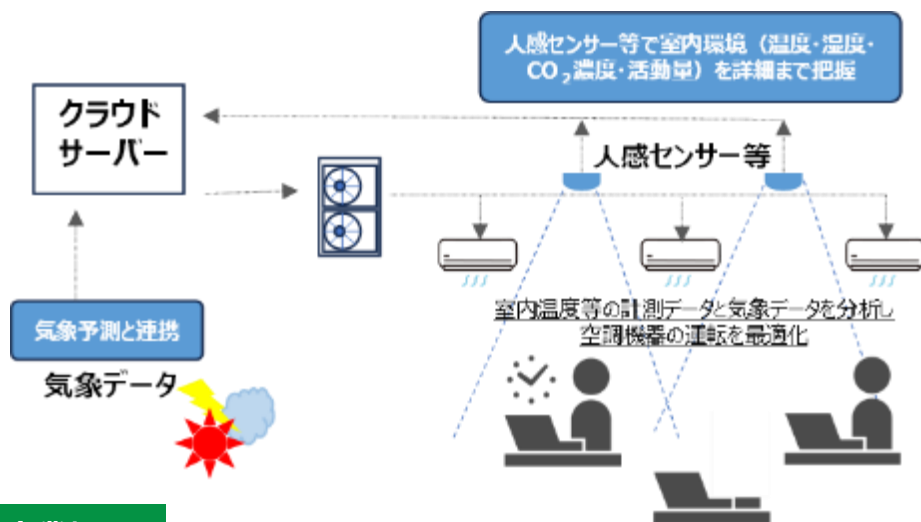 人感センサー等で室内環境（温度・湿度・
CO₂濃度・活動量）を詳細まで把握
クラウド
サーバー
人感センサー等
室内温度等の計測データと気象データを分析し
空調機器の運転を最適化
気象予測と連携
気象データ